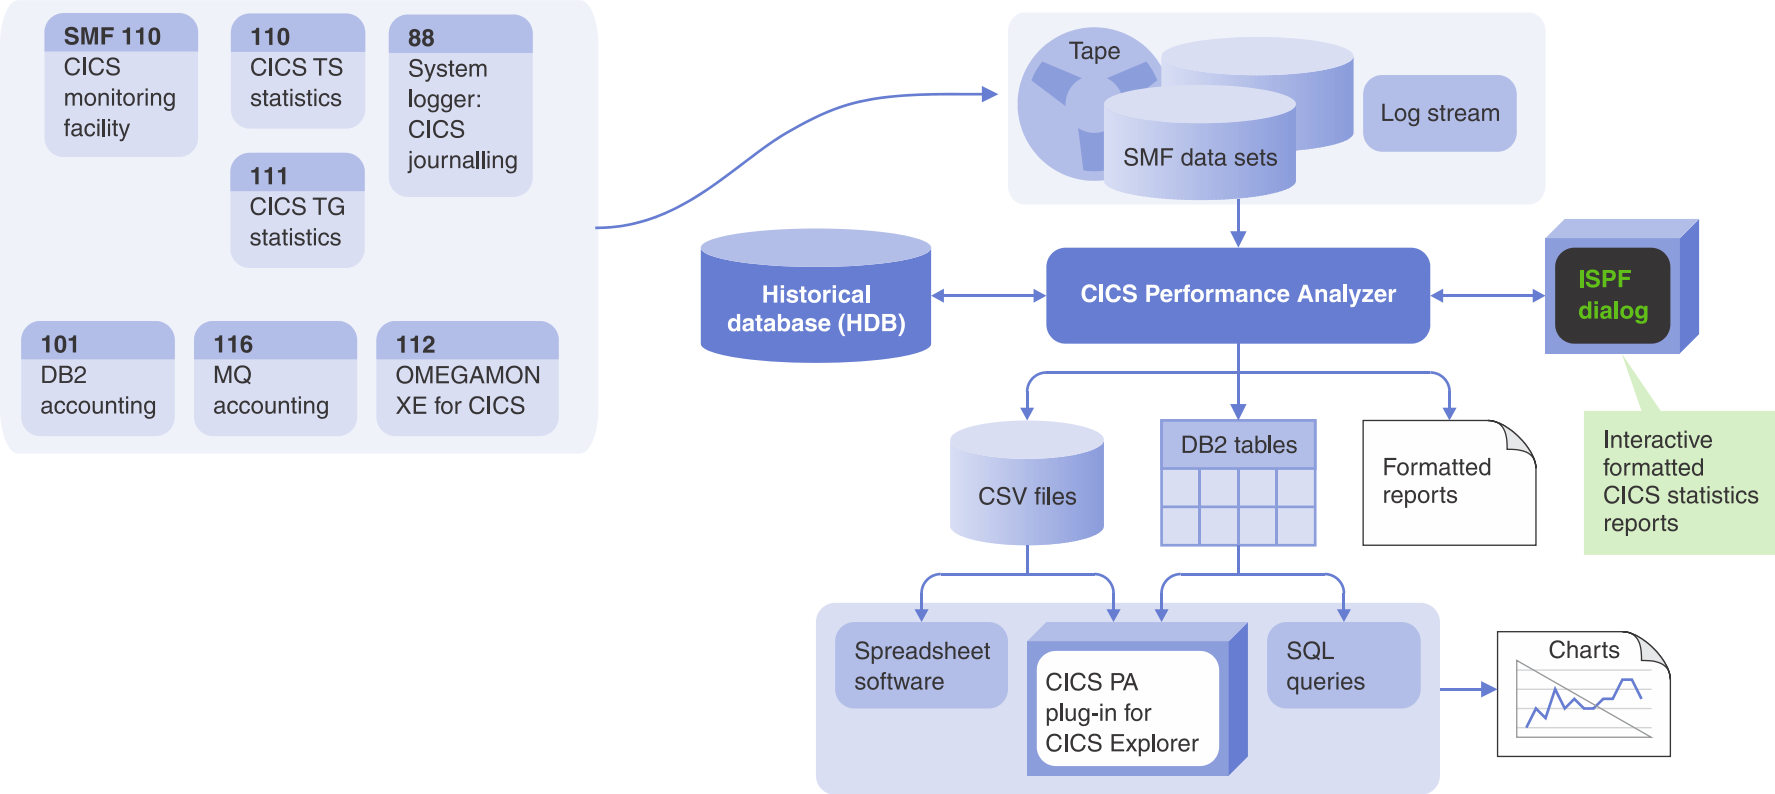 SMF 110
CICS
monitoring
facility
110
CICS TS
statistics
88
System
logger:
CICS
journalling
111
CICS TG
statistics
101
DB2
accounting
116
MQ
accounting
112
OMEGAMON
XE for CICS
Tape
SMF data sets
Log stream
Historical
database (HDB)
CICS Performance Analyzer
ISPF
dialog
CSV files
DB2 tables
Formatted
reports
Interactive
formatted
CICS statistics
reports
Spreadsheet
software
CICS PA
plug-in for
CICS Explorer
SQL
queries
Charts